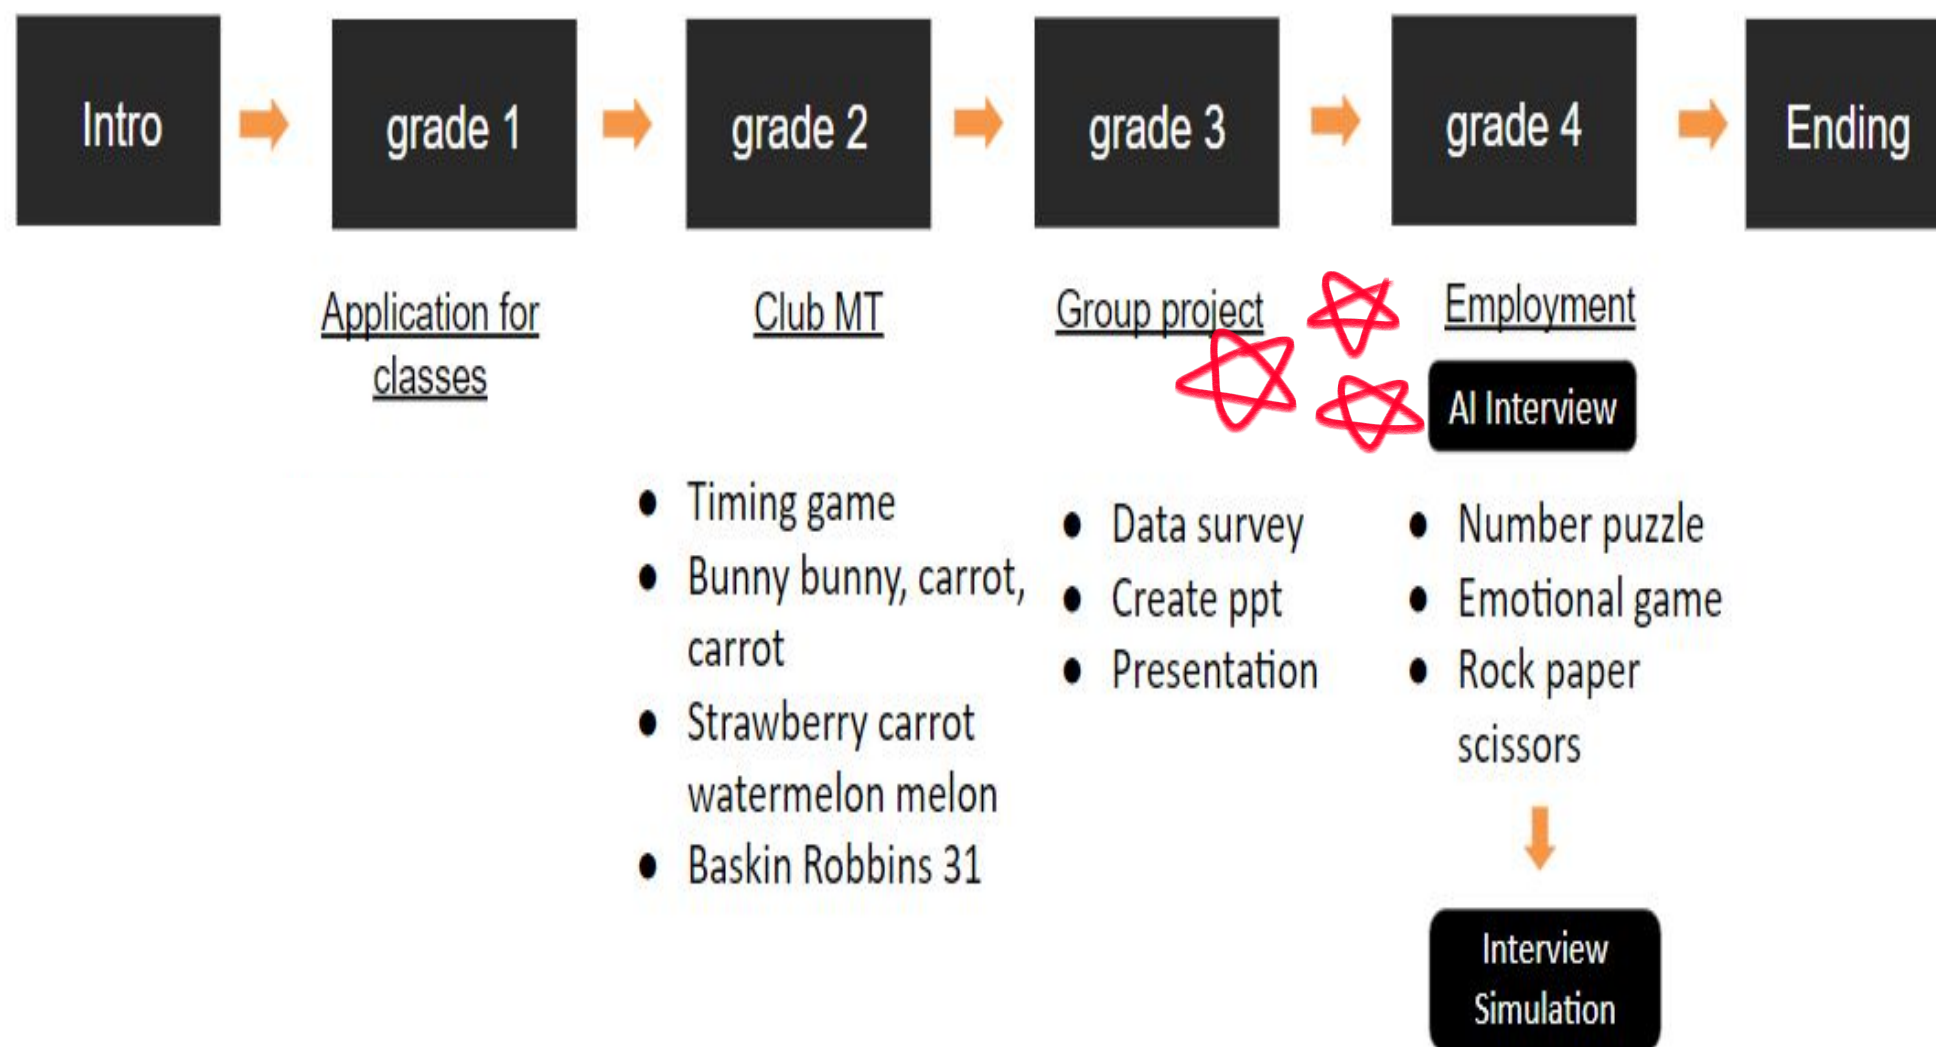 Intro
grade 1
grade 2
grade 3
grade 4
Ending
Application for
classes
Club MT
● Timing game
● Bunny bunny, carrot,
carrot
● Strawberry carrot
watermelon melon
● Baskin Robbins 31
Group project
● Data survey
● Create ppt
● Presentation
Employment
AI Interview
● Number puzzle
● Emotional game
● Rock paper
scissors
Interview
Simulation